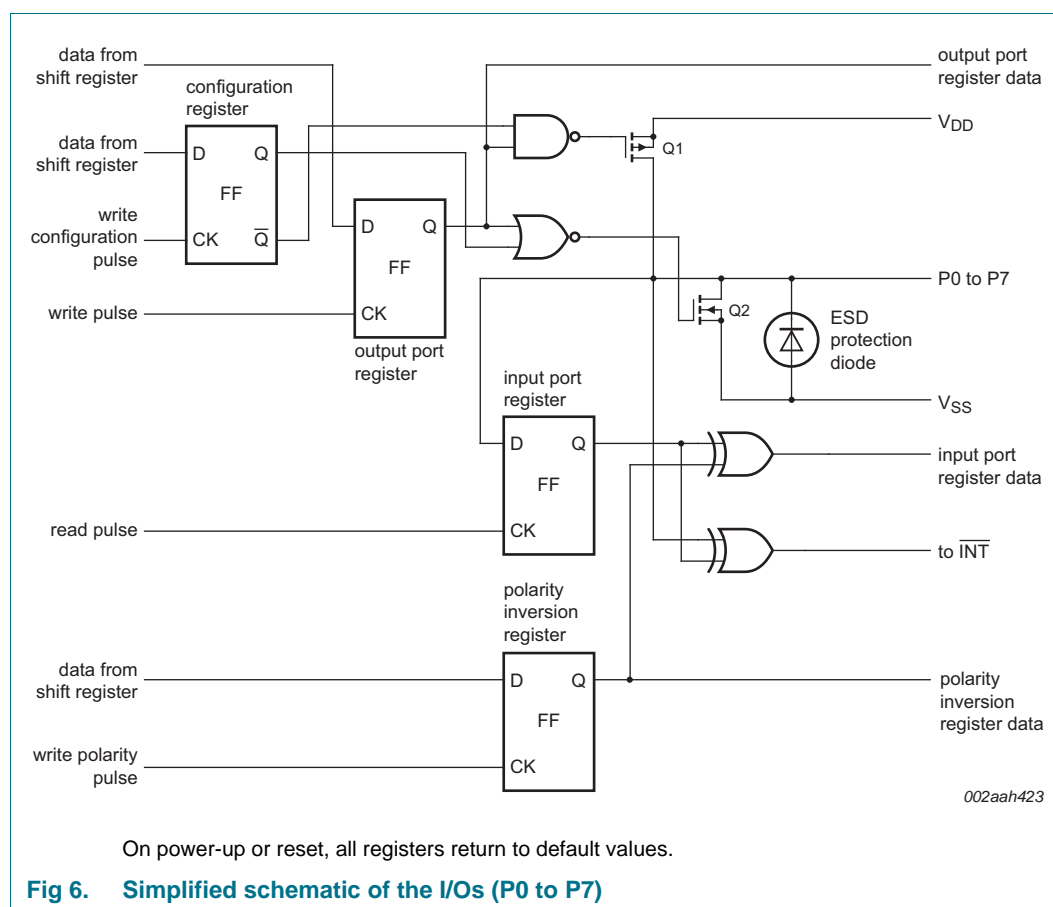 data from
shift register
output port
register data
configuration
register
V_DD
Q1
data from
shift register
D
Q
FF
write
configuration
pulse
CK
Q̅
D
Q
FF
CK
write pulse
output port
register
P0 to P7
Q2
ESD
protection
diode
input port
register
V_SS
D
Q
FF
CK
input port
register data
read pulse
to I̅N̅T̅
polarity
inversion
register
data from
shift register
D
Q
FF
CK
polarity
inversion
register data
write polarity
pulse
002aah423
On power-up or reset, all registers return to default values.
Fig 6. Simplified schematic of the I/Os (P0 to P7)